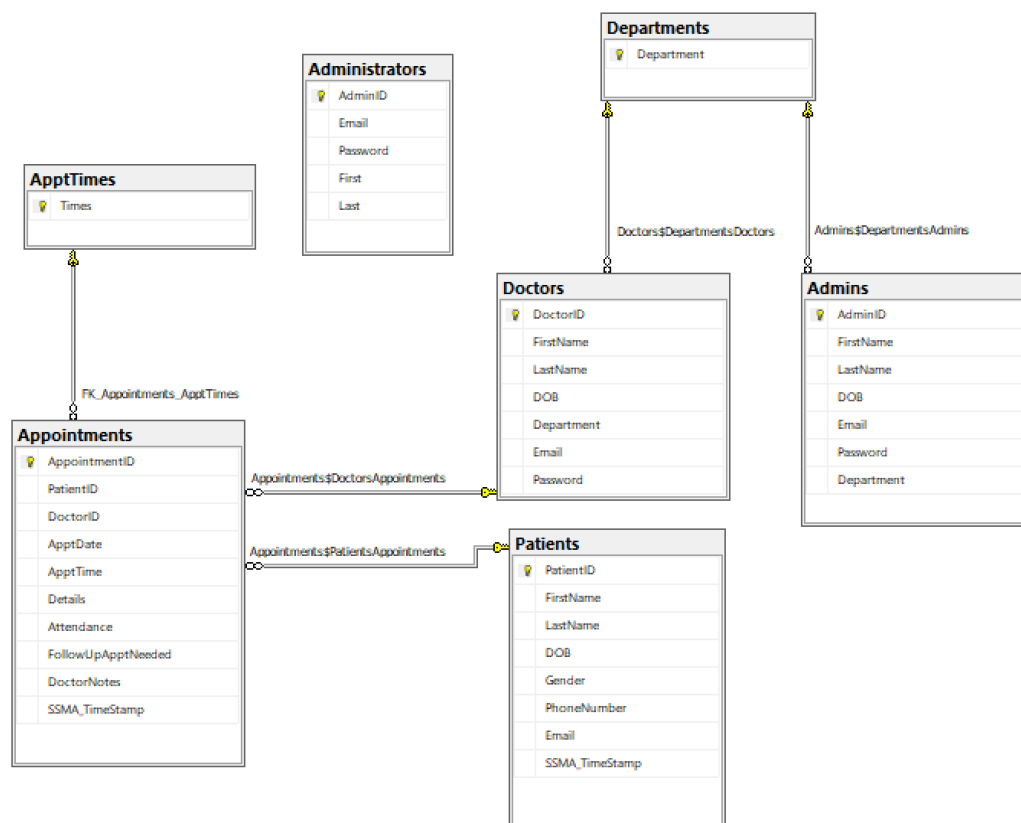 Departments
Department
Administrators
AdminID
Email
Password
First
Last
ApptTimes
Times
Doctors$DepartmentsDoctors
Admins$DepartmentsAdmins
Doctors
DoctorID
FirstName
LastName
DOB
Department
Email
Password
Admins
AdminID
FirstName
LastName
DOB
Email
Password
Department
FK_Appointments_ApptTimes
Appointments
AppointmentID
PatientID
DoctorID
ApptDate
ApptTime
Details
Attendance
FollowUpApptNeeded
DoctorNotes
SSMA_TimeStamp
Appointments$DoctorsAppointments
Appointments$PatientsAppointments
Patients
PatientID
FirstName
LastName
DOB
Gender
PhoneNumber
Email
SSMA_TimeStamp